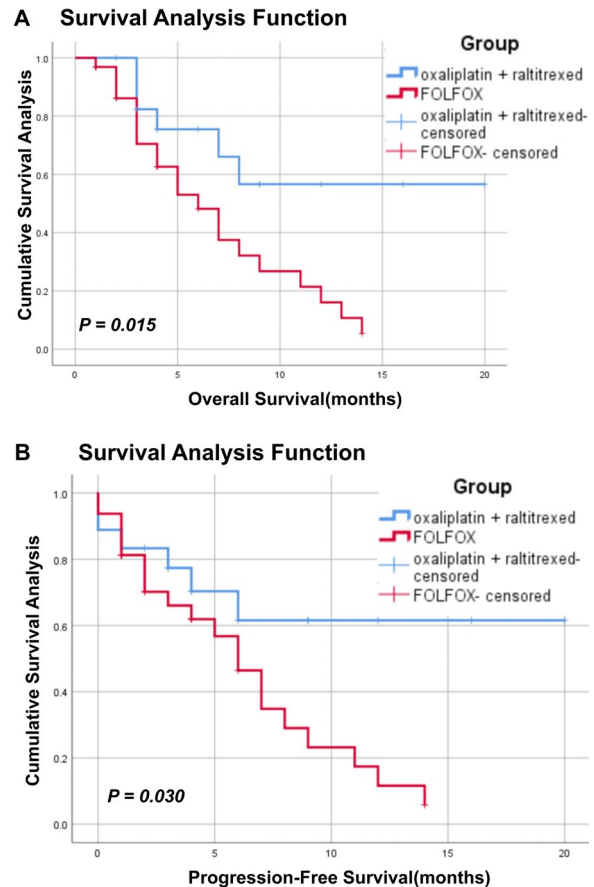 A Survival Analysis Function
Group
oxaliplatin + raltitrexed
FOLFOX
oxaliplatin + raltitrexed-
censored
FOLFOX- censored
Cumulative Survival Analysis
1.0
0.8
0.6
0.4
0.2
0.0
P = 0.015
0 5 10 15 20
Overall Survival(months)
B Survival Analysis Function
Group
oxaliplatin + raltitrexed
FOLFOX
oxaliplatin + raltitrexed-
censored
FOLFOX- censored
Cumulative Survival Analysis
1.0
0.8
0.6
0.4
0.2
0.0
P = 0.030
0 5 10 15 20
Progression-Free Survival(months)